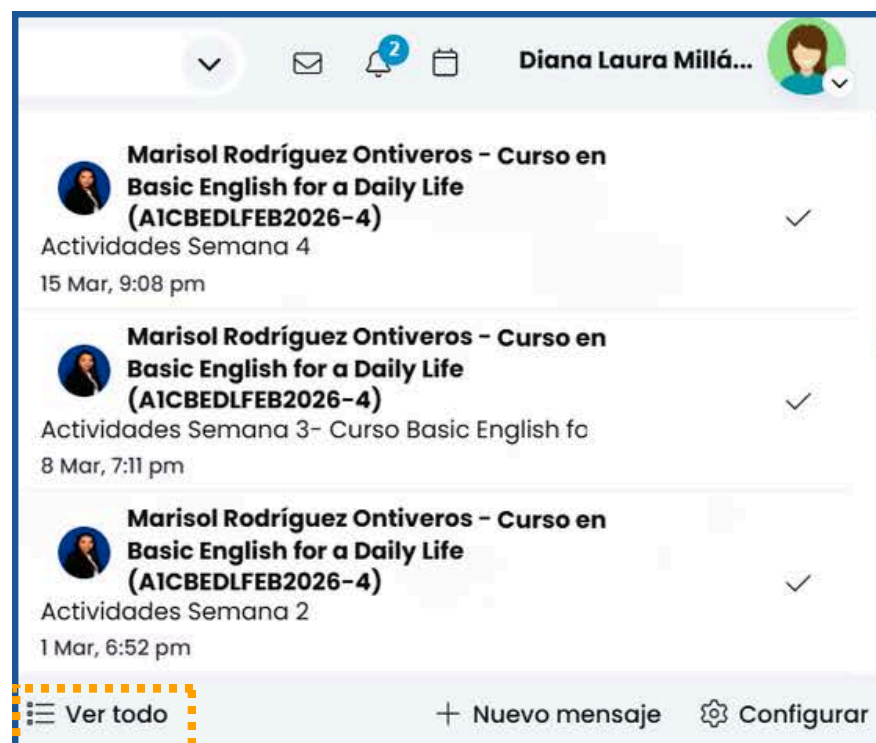 2
Diana Laura Millá...
Marisol Rodríguez Ontiveros - Curso en
Basic English for a Daily Life
(A1CBEDLFEB2026-4)
Actividades Semana 4
15 Mar, 9:08 pm
Marisol Rodríguez Ontiveros - Curso en
Basic English for a Daily Life
(A1CBEDLFEB2026-4)
Actividades Semana 3- Curso Basic English fo
8 Mar, 7:11 pm
Marisol Rodríguez Ontiveros - Curso en
Basic English for a Daily Life
(A1CBEDLFEB2026-4)
Actividades Semana 2
1 Mar, 6:52 pm
Ver todo
+ Nuevo mensaje
Configurar